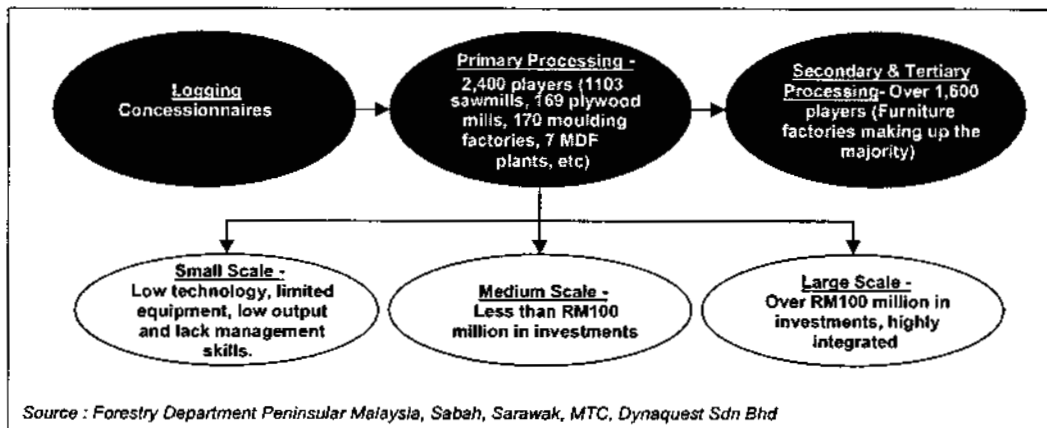 Logging
Concessionnaires
Primary Processing -
2,400 players (1103
sawmills, 169 plywood
mills, 170 moulding
factories, 7 MDF
plants, etc)
Secondary & Tertiary
Processing- Over 1,600
players (Furniture
factories making up the
majority)
Small Scale -
Low technology, limited
equipment, low output
and lack management
skills.
Medium Scale -
Less than RM100
million in investments
Large Scale -
Over RM100 million in
investments, highly
integrated
Source : Forestry Department Peninsular Malaysia, Sabah, Sarawak, MTC, Dynaquest Sdn Bhd